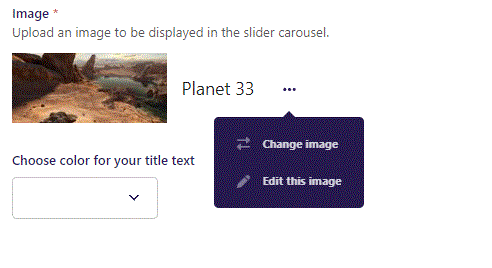 Image *
Upload an image to be displayed in the slider carousel.
Planet 33
Change image
Edit this image
Choose color for your title text